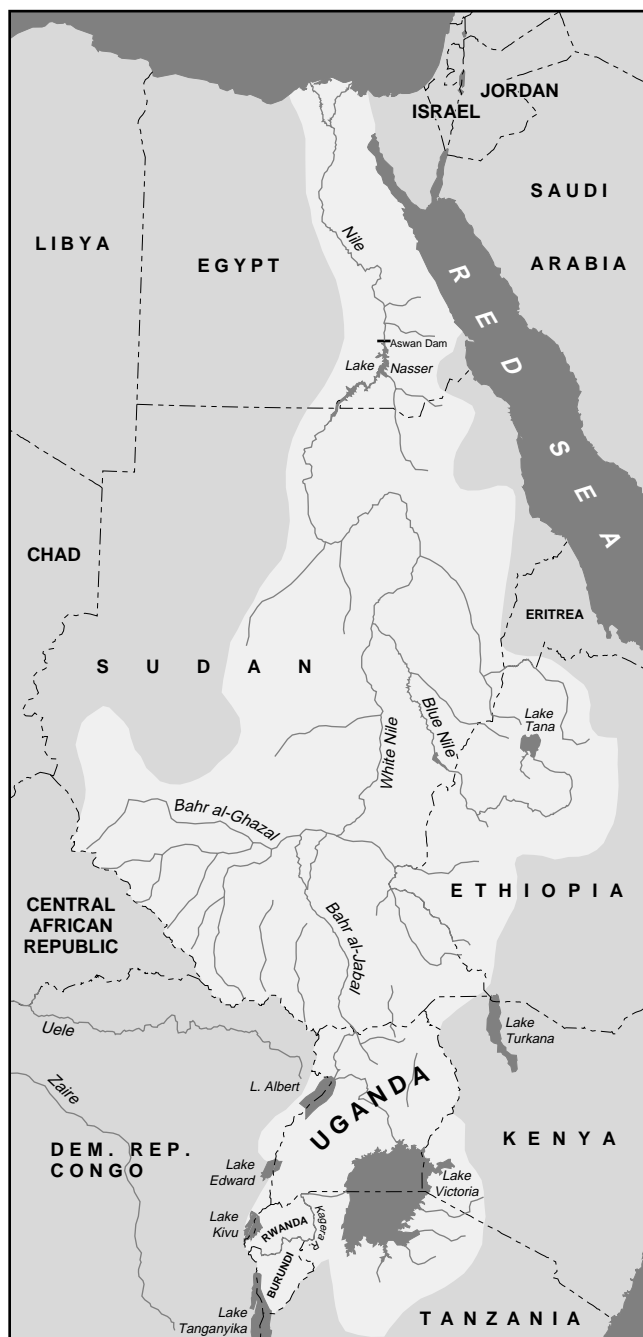 JORDAN
ISRAEL
SAUDI
ARABIA
LIBYA
EGYPT
Nile
RED SEA
Aswan Dam
Lake Nasser
CHAD
ERITREA
SUDAN
Lake
Tana
Blue Nile
White Nile
Bahr al-Ghazal
ETHIOPIA
CENTRAL
AFRICAN
REPUBLIC
Bahr al-Jabal
Uele
Lake
Turkana
Zaire
L. Albert
UGANDA
KENYA
DEM. REP.
CONGO
Lake
Edward
Lake
Victoria
Lake
Kivu
RWANDA
Kagera R.
BURUNDI
Lake
Tanganyika
TANZANIA